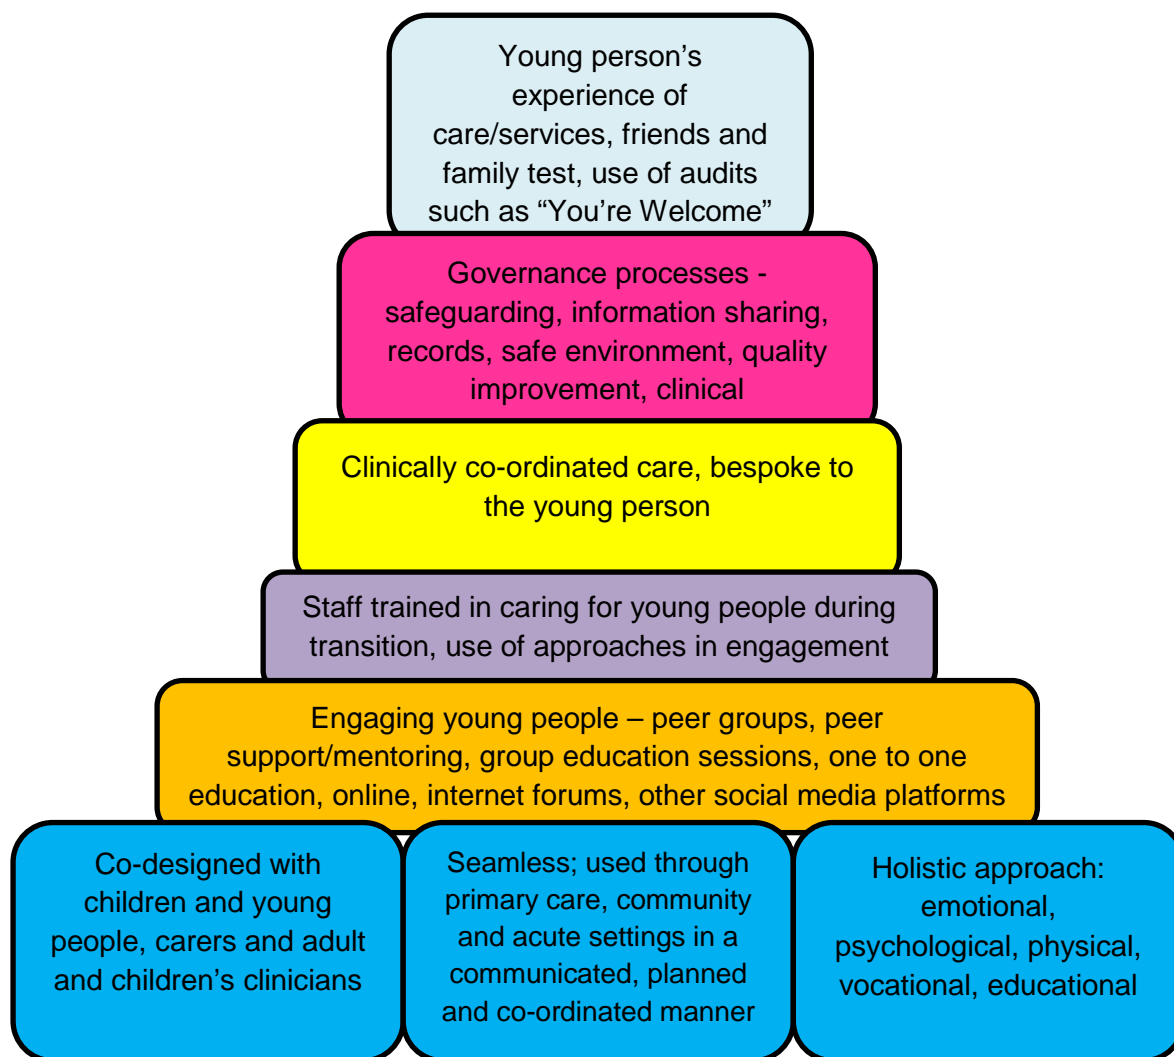 Young person’s
experience of
care/services, friends and
family test, use of audits
such as “You’re Welcome”
Governance processes -
safeguarding, information sharing,
records, safe environment, quality
improvement, clinical
Clinically co-ordinated care, bespoke to
the young person
Staff trained in caring for young people during
transition, use of approaches in engagement
Engaging young people – peer groups, peer
support/mentoring, group education sessions, one to one
education, online, internet forums, other social media platforms
Co-designed with
children and young
people, carers and adult
and children’s clinicians
Seamless; used through
primary care, community
and acute settings in a
communicated, planned
and co-ordinated manner
Holistic approach:
emotional,
psychological, physical,
vocational, educational